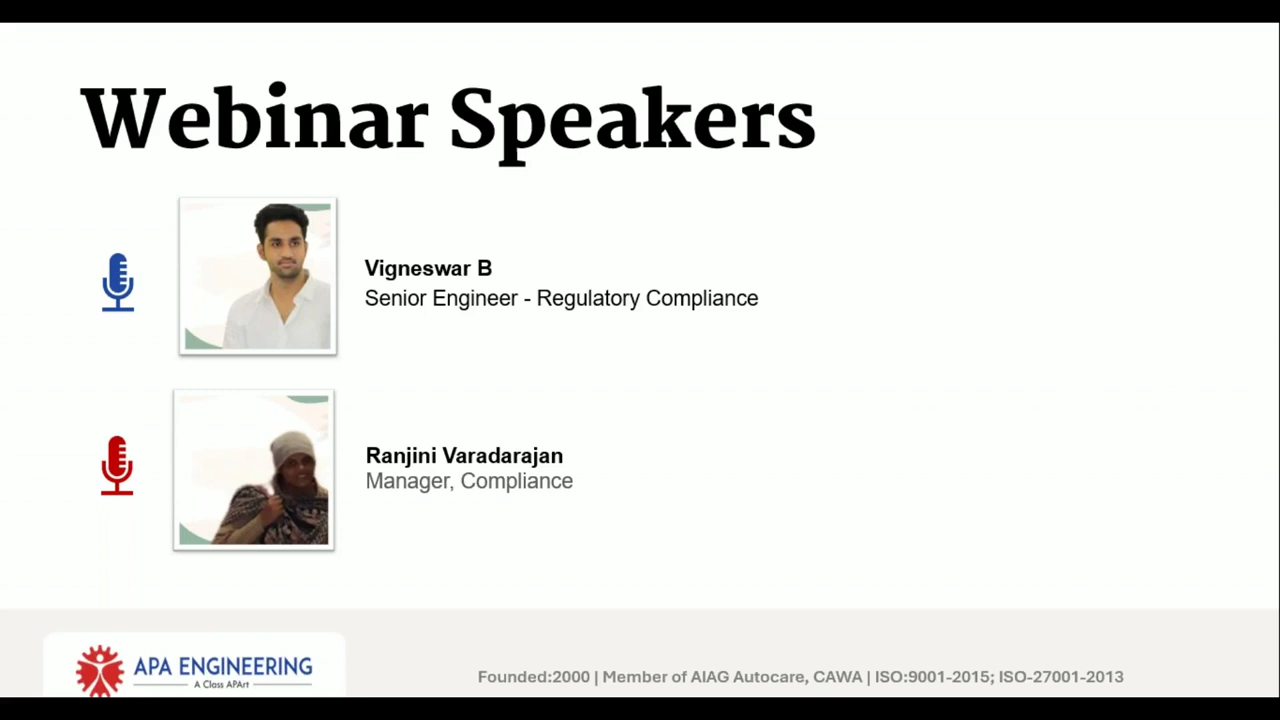 Webinar Speakers
Vigneswar B
Senior Engineer - Regulatory Compliance
Ranjini Varadarajan
Manager, Compliance
APA ENGINEERING
A Class APArt
Founded:2000 | Member of AIAG Autocare, CAWA | ISO:9001-2015; ISO-27001-2013